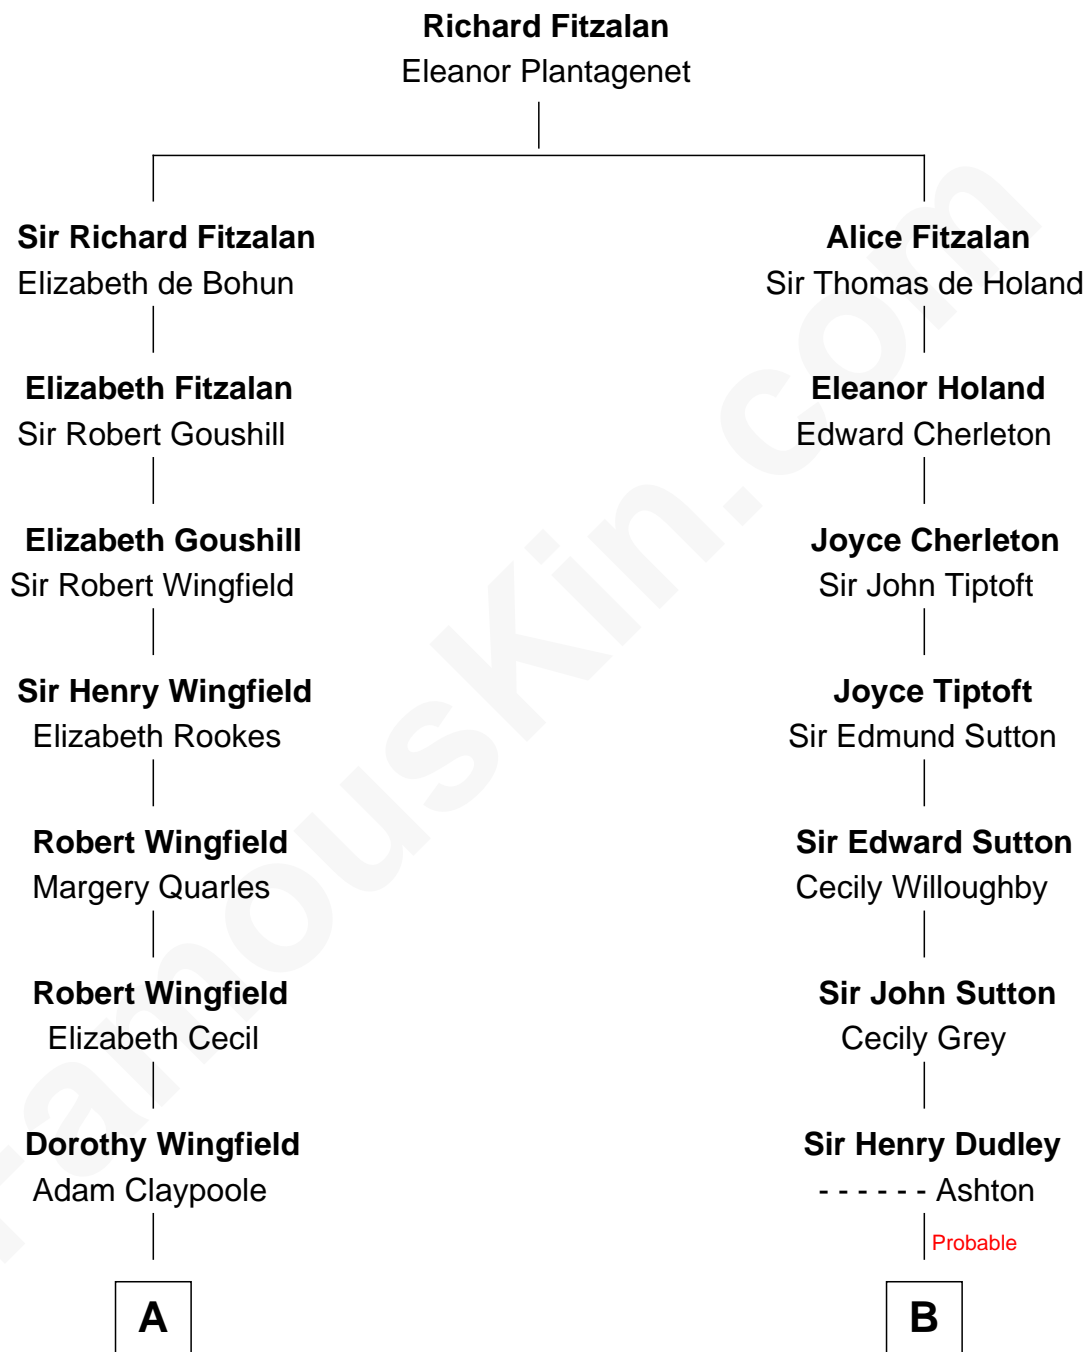 Richard Fitzalan
Eleanor Plantagenet
Sir Richard Fitzalan
Elizabeth de Bohun
Alice Fitzalan
Sir Thomas de Holand
Elizabeth Fitzalan
Sir Robert Goushill
Eleanor Holand
Edward Cherleton
Elizabeth Goushill
Sir Robert Wingfield
Joyce Cherleton
Sir John Tiptoft
Sir Henry Wingfield
Elizabeth Rookes
Joyce Tiptoft
Sir Edmund Sutton
Robert Wingfield
Margery Quarles
Sir Edward Sutton
Cecily Willoughby
Robert Wingfield
Elizabeth Cecil
Sir John Sutton
Cecily Grey
Dorothy Wingfield
Adam Claypoole
Sir Henry Dudley
- - - - - - Ashton
Probable
A
B
FamousKin.com